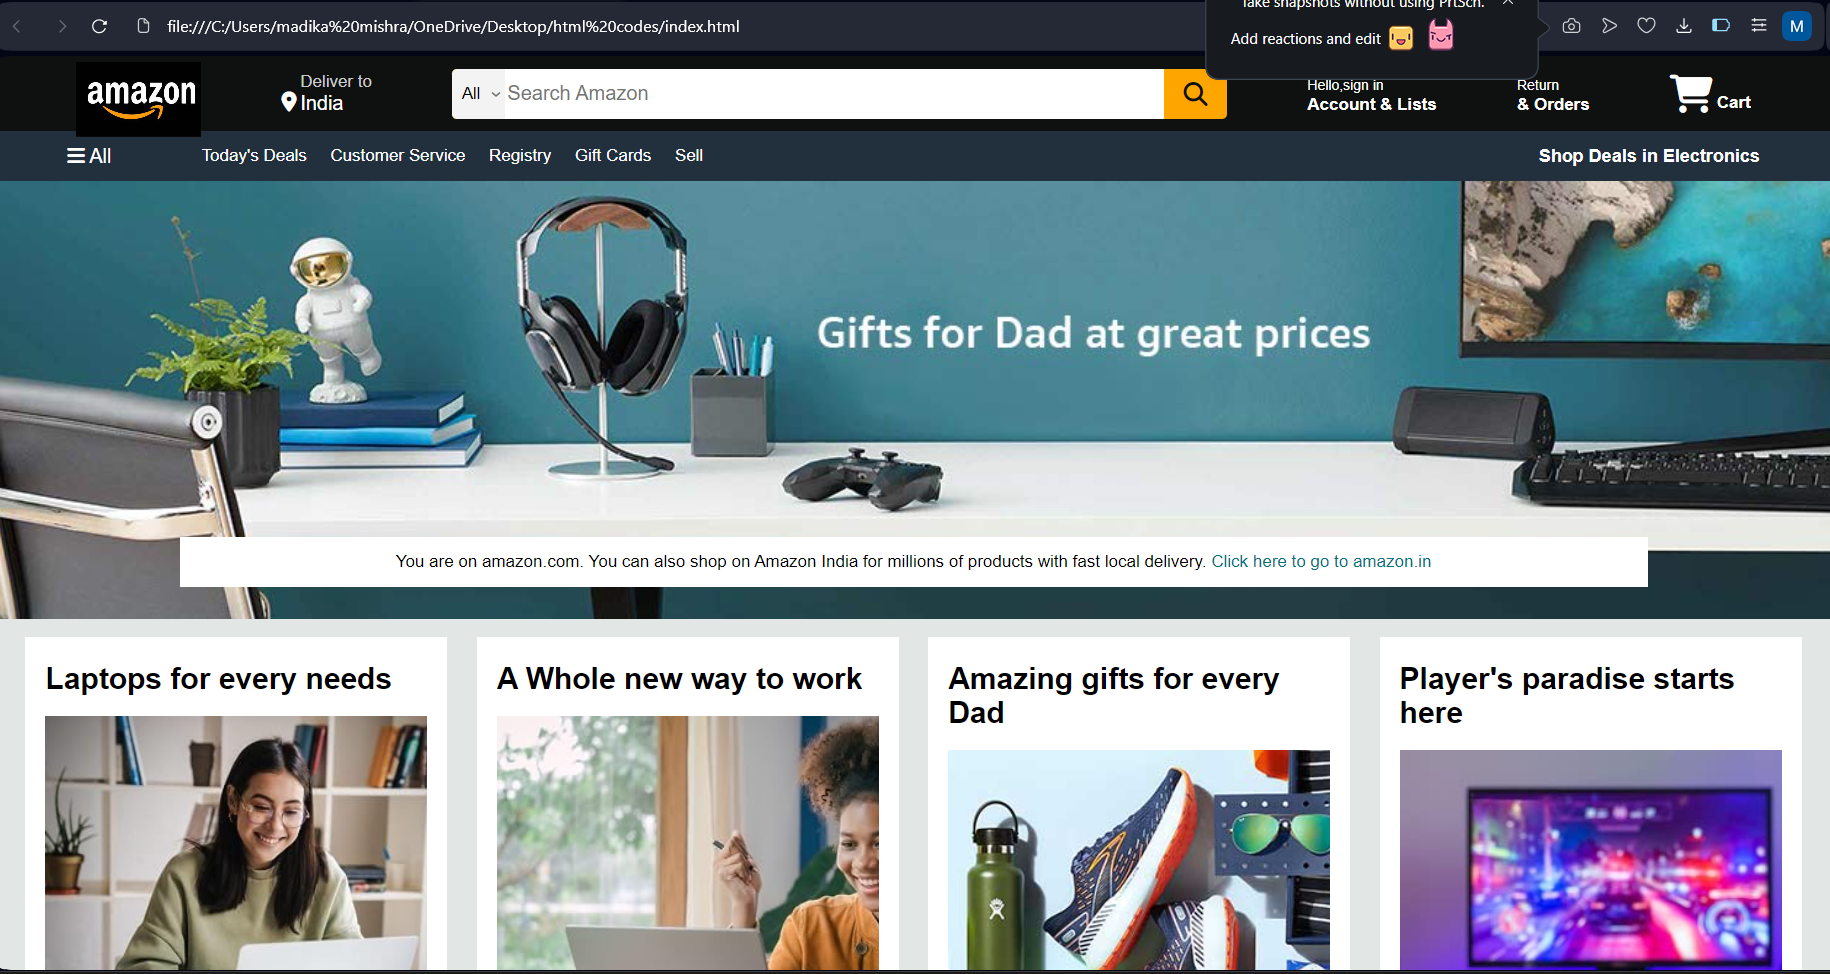 Take snapshots without using PrtScn.
file:///C:/Users/madika%20mishra/OneDrive/Desktop/html%20codes/index.html
Add reactions and edit
M
amazon
Deliver to
India
All
Search Amazon
Hello,sign in
Account & Lists
Return
& Orders
Cart
All
Today's Deals
Customer Service
Registry
Gift Cards
Sell
Shop Deals in Electronics
Gifts for Dad at great prices
You are on amazon.com. You can also shop on Amazon India for millions of products with fast local delivery. Click here to go to amazon.in
Laptops for every needs
A Whole new way to work
Amazing gifts for every
Dad
Player's paradise starts
here